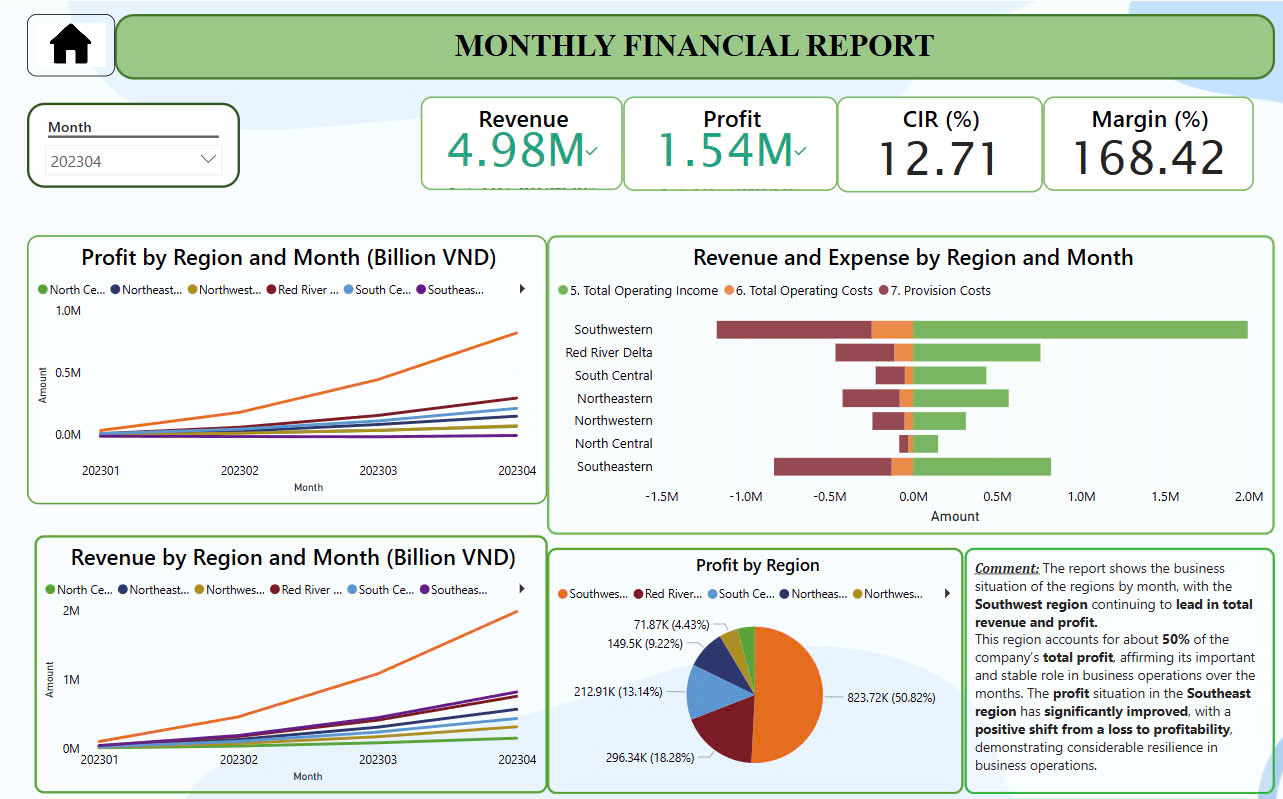 MONTHLY FINANCIAL REPORT
Month
202304
Revenue
4.98M
Profit
1.54M
CIR (%)
12.71
Margin (%)
168.42
Profit by Region and Month (Billion VND)
North Ce... Northeast... Northwest... Red River ... South Ce... Southeas...
1.0M
0.5M
0.0M
Amount
202301 202302 202303 202304
Month
Revenue and Expense by Region and Month
5. Total Operating Income 6. Total Operating Costs 7. Provision Costs
Southwestern
Red River Delta
South Central
Northeastern
Northwestern
North Central
Southeastern
-1.5M -1.0M -0.5M 0.0M 0.5M 1.0M 1.5M 2.0M
Amount
Revenue by Region and Month (Billion VND)
North Ce... Northeast... Northwes... Red River ... South Ce... Southeas...
2M
1M
0M
Amount
202301 202302 202303 202304
Month
Profit by Region
Southwes... Red River... South Ce... Northeas... Northwes...
71.87K (4.43%)
149.5K (9.22%)
212.91K (13.14%)
823.72K (50.82%)
296.34K (18.28%)
Comment: The report shows the business
situation of the regions by month, with the
Southwest region continuing to lead in total
revenue and profit.
This region accounts for about 50% of the
company's total profit, affirming its important
and stable role in business operations over the
months. The profit situation in the Southeast
region has significantly improved, with a
positive shift from a loss to profitability,
demonstrating considerable resilience in
business operations.